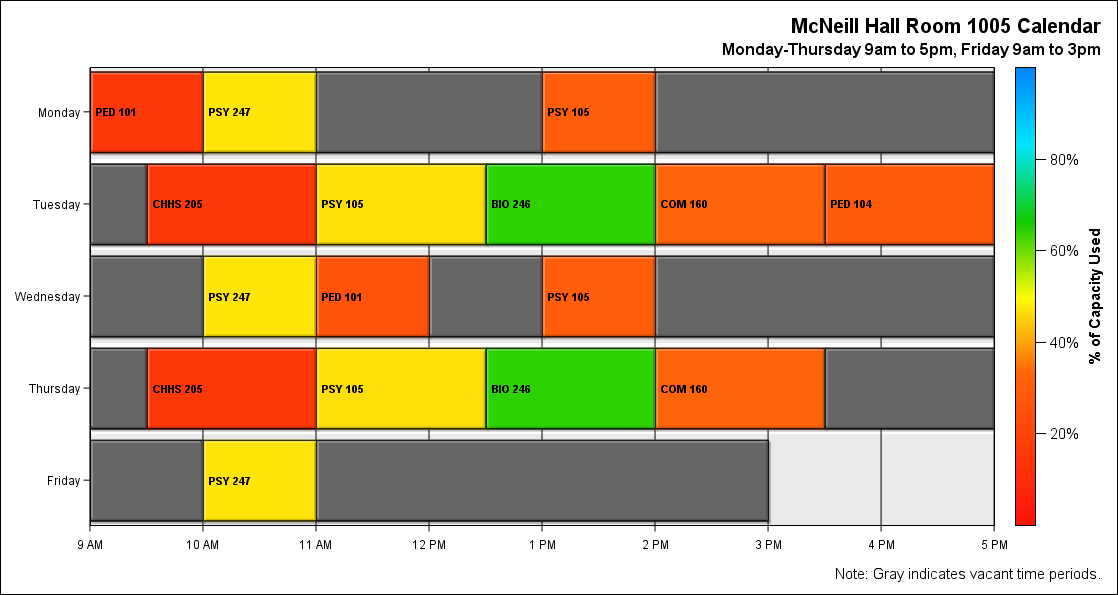 McNeill Hall Room 1005 Calendar
Monday-Thursday 9am to 5pm, Friday 9am to 3pm
Monday
PED 101
PSY 247
PSY 105
Tuesday
CHHS 205
PSY 105
BIO 246
COM 160
PED 104
Wednesday
PSY 247
PED 101
PSY 105
Thursday
CHHS 205
PSY 105
BIO 246
COM 160
Friday
PSY 247
9 AM
10 AM
11 AM
12 PM
1 PM
2 PM
3 PM
4 PM
5 PM
80%
60%
40%
20%
% of Capacity Used
Note: Gray indicates vacant time periods.